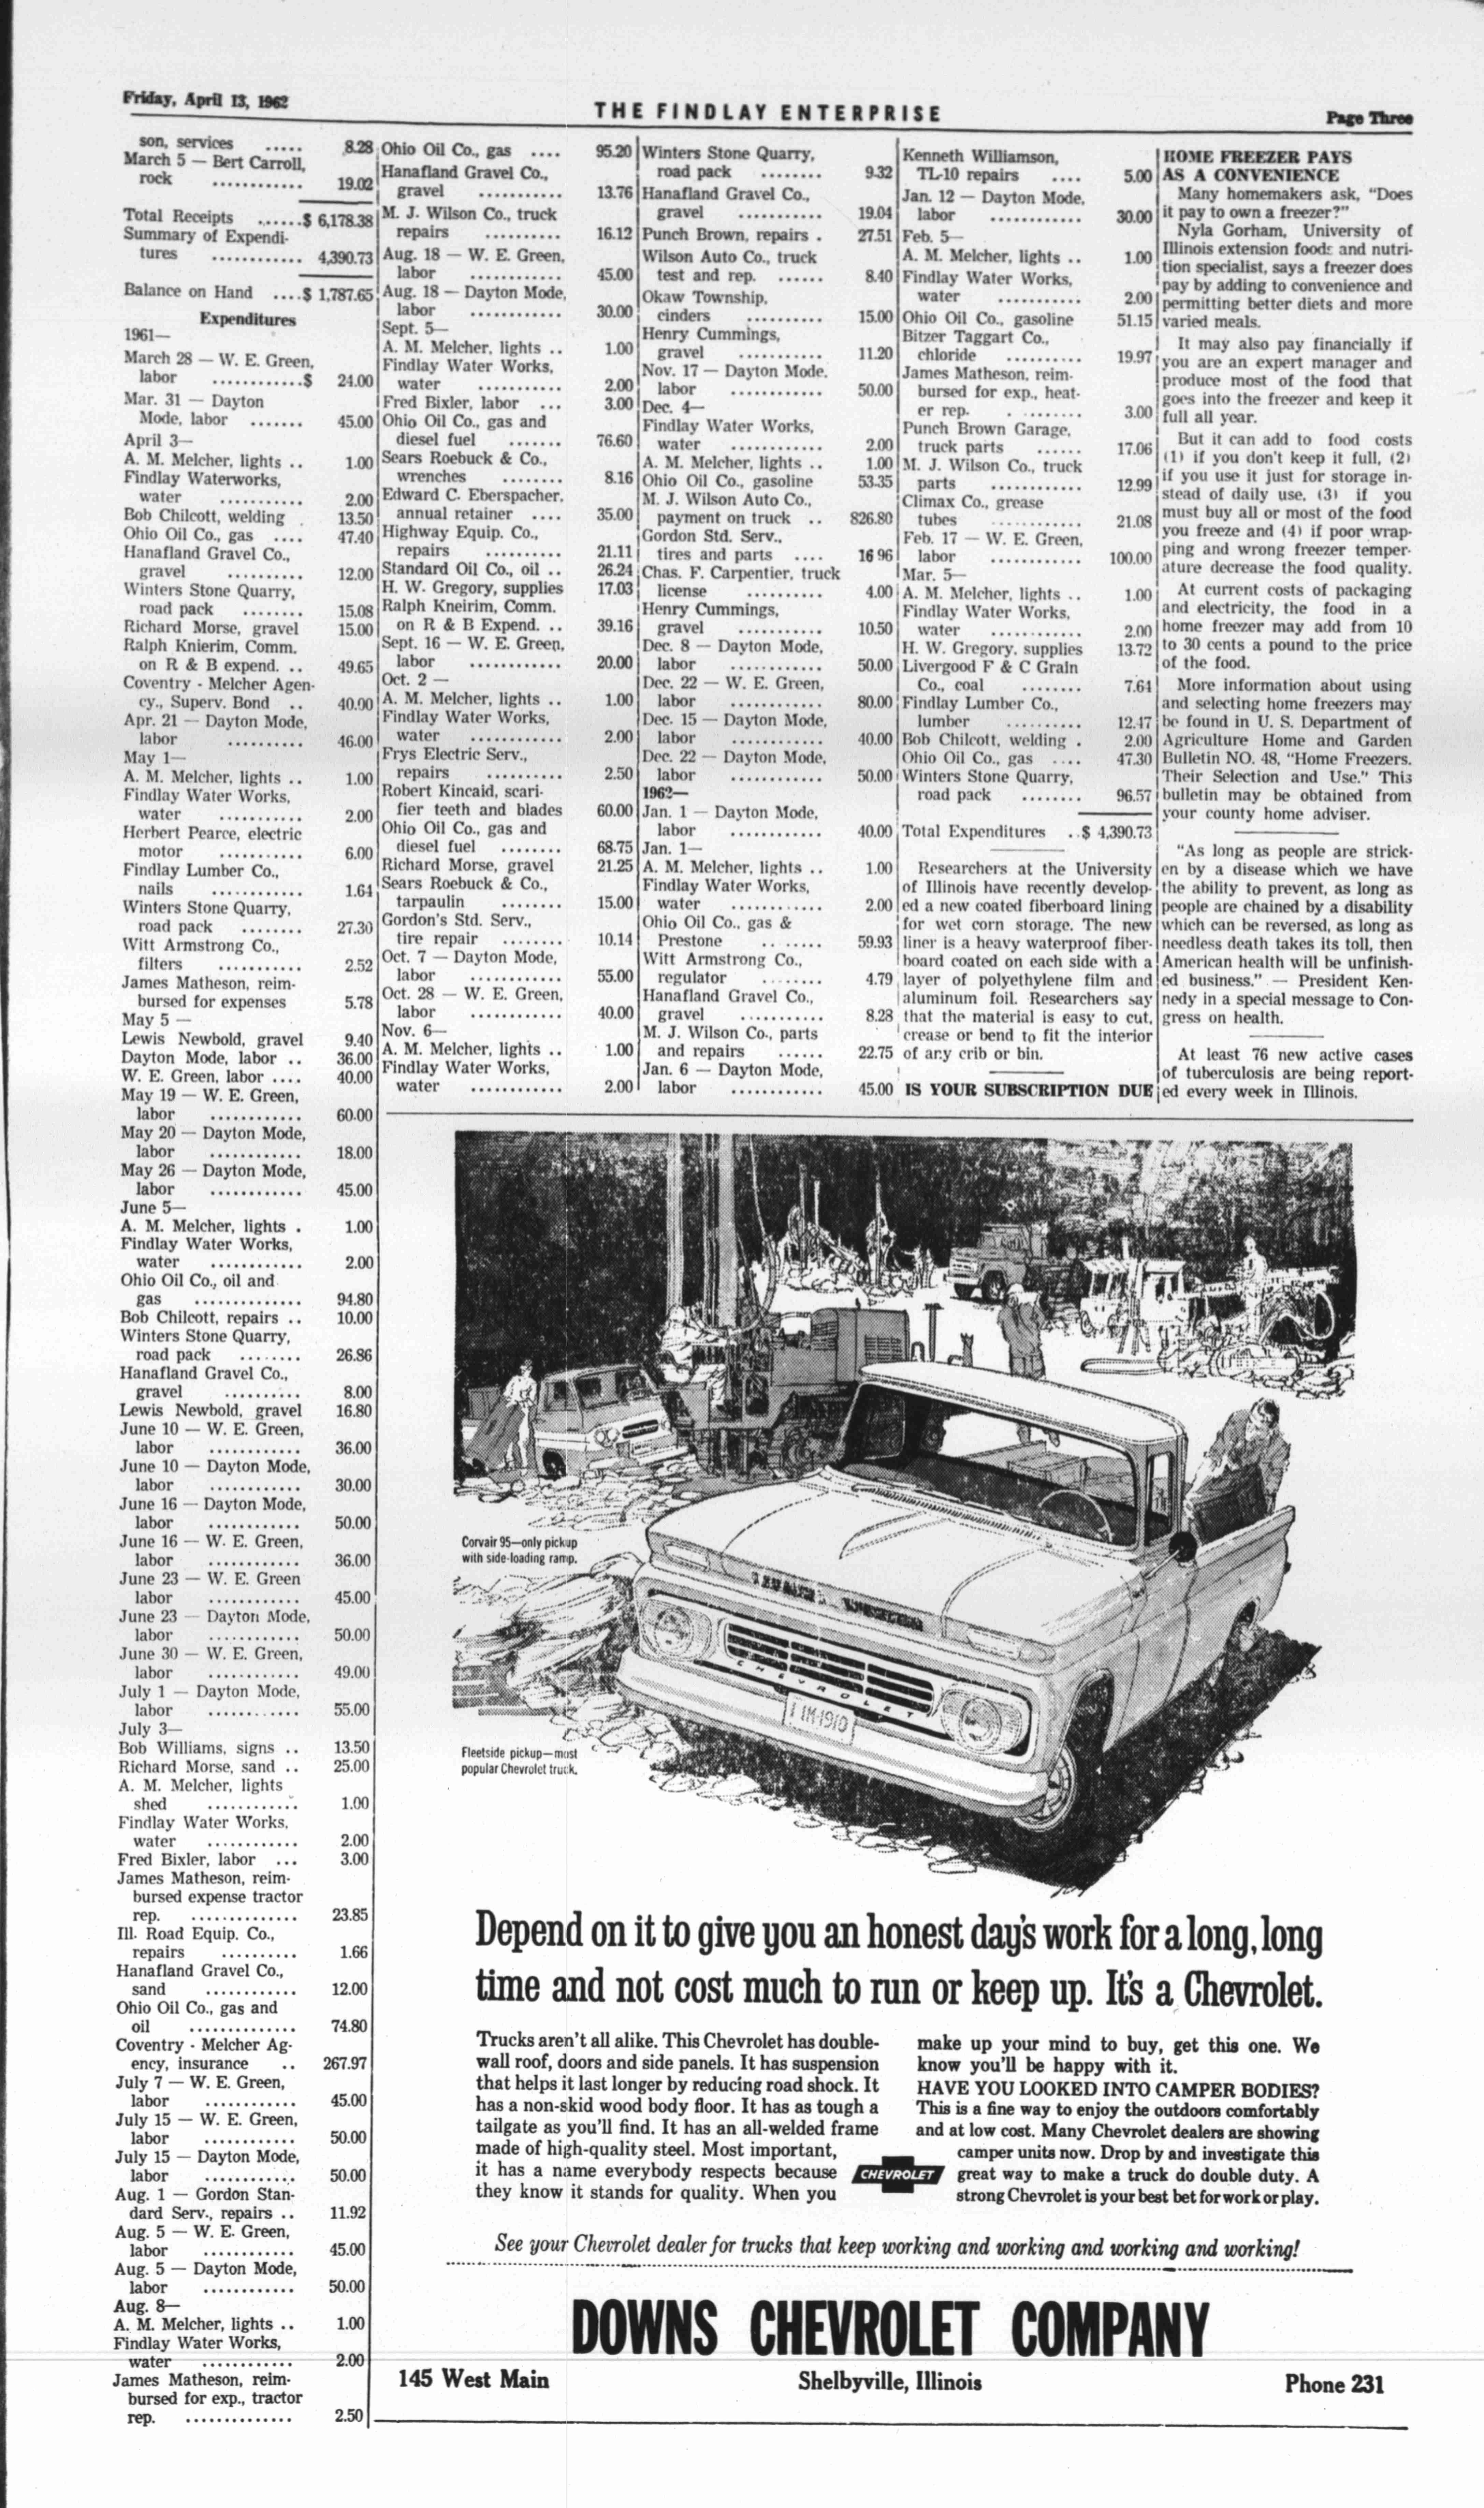 Friday, April 13, 1962
THE FINDLAY ENTERPRISE
Page Three
son, services ..... 8.28
March 5 — Bert Carroll,
rock ............ 19.02
Total Receipts ......$ 6,178.38
Summary of Expendi-
tures ............ 4,390.73
Balance on Hand ....$ 1,787.65
Expenditures
1961—
March 28 — W. E. Green,
labor ............$ 24.00
Mar. 31 — Dayton
Mode, labor ....... 45.00
April 3—
A. M. Melcher, lights .. 1.00
Findlay Waterworks,
water ........... 2.00
Bob Chilcott, welding . 13.50
Ohio Oil Co., gas .... 47.40
Hanafland Gravel Co.,
gravel .......... 12.00
Winters Stone Quarry,
road pack ........ 15.08
Richard Morse, gravel 15.00
Ralph Knierim, Comm.
on R & B expend. .. 49.65
Coventry - Melcher Agen-
cy., Superv. Bond .. 40.00
Apr. 21 — Dayton Mode,
labor .......... 46.00
May 1—
A. M. Melcher, lights .. 1.00
Findlay Water Works,
water ........... 2.00
Herbert Pearce, electric
motor ........... 6.00
Findlay Lumber Co.,
nails ............ 1.64
Winters Stone Quarry,
road pack ........ 27.30
Witt Armstrong Co.,
filters ........... 2.52
James Matheson, reim-
bursed for expenses 5.78
May 5 —
Lewis Newbold, gravel 9.40
Dayton Mode, labor .. 36.00
W. E. Green, labor .... 40.00
May 19 — W. E. Green,
labor ............ 60.00
May 20 — Dayton Mode,
labor ............ 18.00
May 26 — Dayton Mode,
labor ............ 45.00
June 5—
A. M. Melcher, lights . 1.00
Findlay Water Works,
water ............ 2.00
Ohio Oil Co., oil and
gas .............. 94.80
Bob Chilcott, repairs .. 10.00
Winters Stone Quarry,
road pack ........ 26.86
Hanafland Gravel Co.,
gravel .......... 8.00
Lewis Newbold, gravel 16.80
June 10 — W. E. Green,
labor ............ 36.00
June 10 — Dayton Mode,
labor ............ 30.00
June 16 — Dayton Mode,
labor ............ 50.00
June 16 — W. E. Green,
labor ............ 36.00
June 23 — W. E. Green
labor ............ 45.00
June 23 — Dayton Mode,
labor ............ 50.00
June 30 — W. E. Green,
labor ............ 49.00
July 1 — Dayton Mode,
labor ............ 55.00
July 3—
Bob Williams, signs .. 13.50
Richard Morse, sand .. 25.00
A. M. Melcher, lights
shed ............ 1.00
Findlay Water Works,
water ............ 2.00
Fred Bixler, labor ... 3.00
James Matheson, reim-
bursed expense tractor
rep. .............. 23.85
Ill. Road Equip. Co.,
repairs .......... 1.66
Hanafland Gravel Co.,
sand ............ 12.00
Ohio Oil Co., gas and
oil .............. 74.80
Coventry - Melcher Ag-
ency, insurance .. 267.97
July 7 — W. E. Green,
labor ............ 45.00
July 15 — W. E. Green,
labor ............ 50.00
July 15 — Dayton Mode,
labor ............ 50.00
Aug. 1 — Gordon Stan-
dard Serv., repairs .. 11.92
Aug. 5 — W. E. Green,
labor ............ 45.00
Aug. 5 — Dayton Mode,
labor ............ 50.00
Aug. 8—
A. M. Melcher, lights .. 1.00
Findlay Water Works,
water ............ 2.00
James Matheson, reim-
bursed for exp., tractor
rep. .............. 2.50
Ohio Oil Co., gas .... 95.20
Hanafland Gravel Co.,
gravel ........... 13.76
M. J. Wilson Co., truck
repairs .......... 16.12
Aug. 18 — W. E. Green,
labor ............ 45.00
Aug. 18 — Dayton Mode,
labor ............ 30.00
Sept. 5—
A. M. Melcher, lights .. 1.00
Findlay Water Works,
water ........... 2.00
Fred Bixler, labor ... 3.00
Ohio Oil Co., gas and
diesel fuel ....... 76.60
Sears Roebuck & Co.,
wrenches ........ 8.16
Edward C. Eberspacher,
annual retainer .... 35.00
Highway Equip. Co.,
repairs .......... 21.11
Standard Oil Co., oil .. 26.24
H. W. Gregory, supplies 17.03
Ralph Kneirim, Comm.
on R & B Expend. .. 39.16
Sept. 16 — W. E. Green,
labor ............ 20.00
Oct. 2 —
A. M. Melcher, lights .. 1.00
Findlay Water Works,
water ............ 2.00
Frys Electric Serv.,
repairs .......... 2.50
Robert Kincaid, scari-
fier teeth and blades 60.00
Ohio Oil Co., gas and
diesel fuel ........ 68.75
Richard Morse, gravel 21.25
Sears Roebuck & Co.,
tarpaulin ........ 15.00
Gordon's Std. Serv.,
tire repair ........ 10.14
Oct. 7 — Dayton Mode,
labor ............ 55.00
Oct. 28 — W. E. Green,
labor ............ 40.00
Nov. 6—
A. M. Melcher, lights .. 1.00
Findlay Water Works,
water ............ 2.00
Winters Stone Quarry,
road pack ........ 9.32
Hanafland Gravel Co.,
gravel ........... 19.04
Punch Brown, repairs . 27.51
Wilson Auto Co., truck
test and rep. ...... 8.40
Okaw Township,
cinders .......... 15.00
Henry Cummings,
gravel ........... 11.20
Nov. 17 — Dayton Mode,
labor ............ 50.00
Dec. 4—
Findlay Water Works,
water ............ 2.00
A. M. Melcher, lights .. 1.00
Ohio Oil Co., gasoline 53.35
M. J. Wilson Auto Co.,
payment on truck .. 826.80
Gordon Std. Serv.,
tires and parts .... 16 96
Chas. F. Carpentier, truck
license .......... 4.00
Henry Cummings,
gravel ........... 10.50
Dec. 8 — Dayton Mode,
labor ............ 50.00
Dec. 22 — W. E. Green,
labor ............ 80.00
Dec. 15 — Dayton Mode,
labor ............ 40.00
Dec. 22 — Dayton Mode,
labor ............ 50.00
1962—
Jan. 1 — Dayton Mode,
labor ............ 40.00
Jan. 1—
A. M. Melcher, lights .. 1.00
Findlay Water Works,
water ............ 2.00
Ohio Oil Co., gas &
Prestone ........ 59.93
Witt Armstrong Co.,
regulator ........ 4.79
Hanafland Gravel Co.,
gravel ........... 8.28
M. J. Wilson Co., parts
and repairs ...... 22.75
Jan. 6 — Dayton Mode,
labor ............ 45.00
Kenneth Williamson,
TL-10 repairs .... 5.00
Jan. 12 — Dayton Mode,
labor ............ 30.00
Feb. 5—
A. M. Melcher, lights .. 1.00
Findlay Water Works,
water ........... 2.00
Ohio Oil Co., gasoline 51.15
Bitzer Taggart Co.,
chloride .......... 19.97
James Matheson, reim-
bursed for exp., heat-
er rep. ......... 3.00
Punch Brown Garage,
truck parts ...... 17.06
M. J. Wilson Co., truck
parts ............ 12.99
Climax Co., grease
tubes ............ 21.08
Feb. 17 — W. E. Green,
labor ............ 100.00
Mar. 5—
A. M. Melcher, lights .. 1.00
Findlay Water Works,
water ............ 2.00
H. W. Gregory, supplies 13.72
Livergood F & C Grain
Co., coal ........ 7.64
Findlay Lumber Co.,
lumber .......... 12.47
Bob Chilcott, welding . 2.00
Ohio Oil Co., gas .... 47.30
Winters Stone Quarry,
road pack ........ 96.57
Total Expenditures ..$ 4,390.73
Researchers at the University
of Illinois have recently develop-
ed a new coated fiberboard lining
for wet corn storage. The new
liner is a heavy waterproof fiber-
board coated on each side with a
layer of polyethylene film and
aluminum foil. Researchers say
that the material is easy to cut,
crease or bend to fit the interior
of any crib or bin.
IS YOUR SUBSCRIPTION DUE
HOME FREEZER PAYS
AS A CONVENIENCE
Many homemakers ask, "Does
it pay to own a freezer?"
Nyla Gorham, University of
Illinois extension foods and nutri-
tion specialist, says a freezer does
pay by adding to convenience and
permitting better diets and more
varied meals.
It may also pay financially if
you are an expert manager and
produce most of the food that
goes into the freezer and keep it
full all year.
But it can add to food costs
(1) if you don't keep it full, (2)
if you use it just for storage in-
stead of daily use, (3) if you
must buy all or most of the food
you freeze and (4) if poor wrap-
ping and wrong freezer temper-
ature decrease the food quality.
At current costs of packaging
and electricity, the food in a
home freezer may add from 10
to 30 cents a pound to the price
of the food.
More information about using
and selecting home freezers may
be found in U. S. Department of
Agriculture Home and Garden
Bulletin NO. 48, "Home Freezers,
Their Selection and Use." This
bulletin may be obtained from
your county home adviser.
"As long as people are strick-
en by a disease which we have
the ability to prevent, as long as
people are chained by a disability
which can be reversed, as long as
needless death takes its toll, then
American health will be unfinish-
ed business." — President Ken-
nedy in a special message to Con-
gress on health.
At least 76 new active cases
of tuberculosis are being report-
ed every week in Illinois.
Corvair 95—only pickup
with side-loading ramp.
CHEVROLET
1M-1910
Fleetside pickup—most
popular Chevrolet truck.
Depend on it to give you an honest day's work for a long, long
time and not cost much to run or keep up. It's a Chevrolet.
Trucks aren't all alike. This Chevrolet has double-
wall roof, doors and side panels. It has suspension
that helps it last longer by reducing road shock. It
has a non-skid wood body floor. It has as tough a
tailgate as you'll find. It has an all-welded frame
made of high-quality steel. Most important,
it has a name everybody respects because
they know it stands for quality. When you
make up your mind to buy, get this one. We
know you'll be happy with it.
HAVE YOU LOOKED INTO CAMPER BODIES?
This is a fine way to enjoy the outdoors comfortably
and at low cost. Many Chevrolet dealers are showing
camper units now. Drop by and investigate this
great way to make a truck do double duty. A
strong Chevrolet is your best bet for work or play.
CHEVROLET
See your Chevrolet dealer for trucks that keep working and working and working and working!
DOWNS CHEVROLET COMPANY
145 West Main
Shelbyville, Illinois
Phone 231